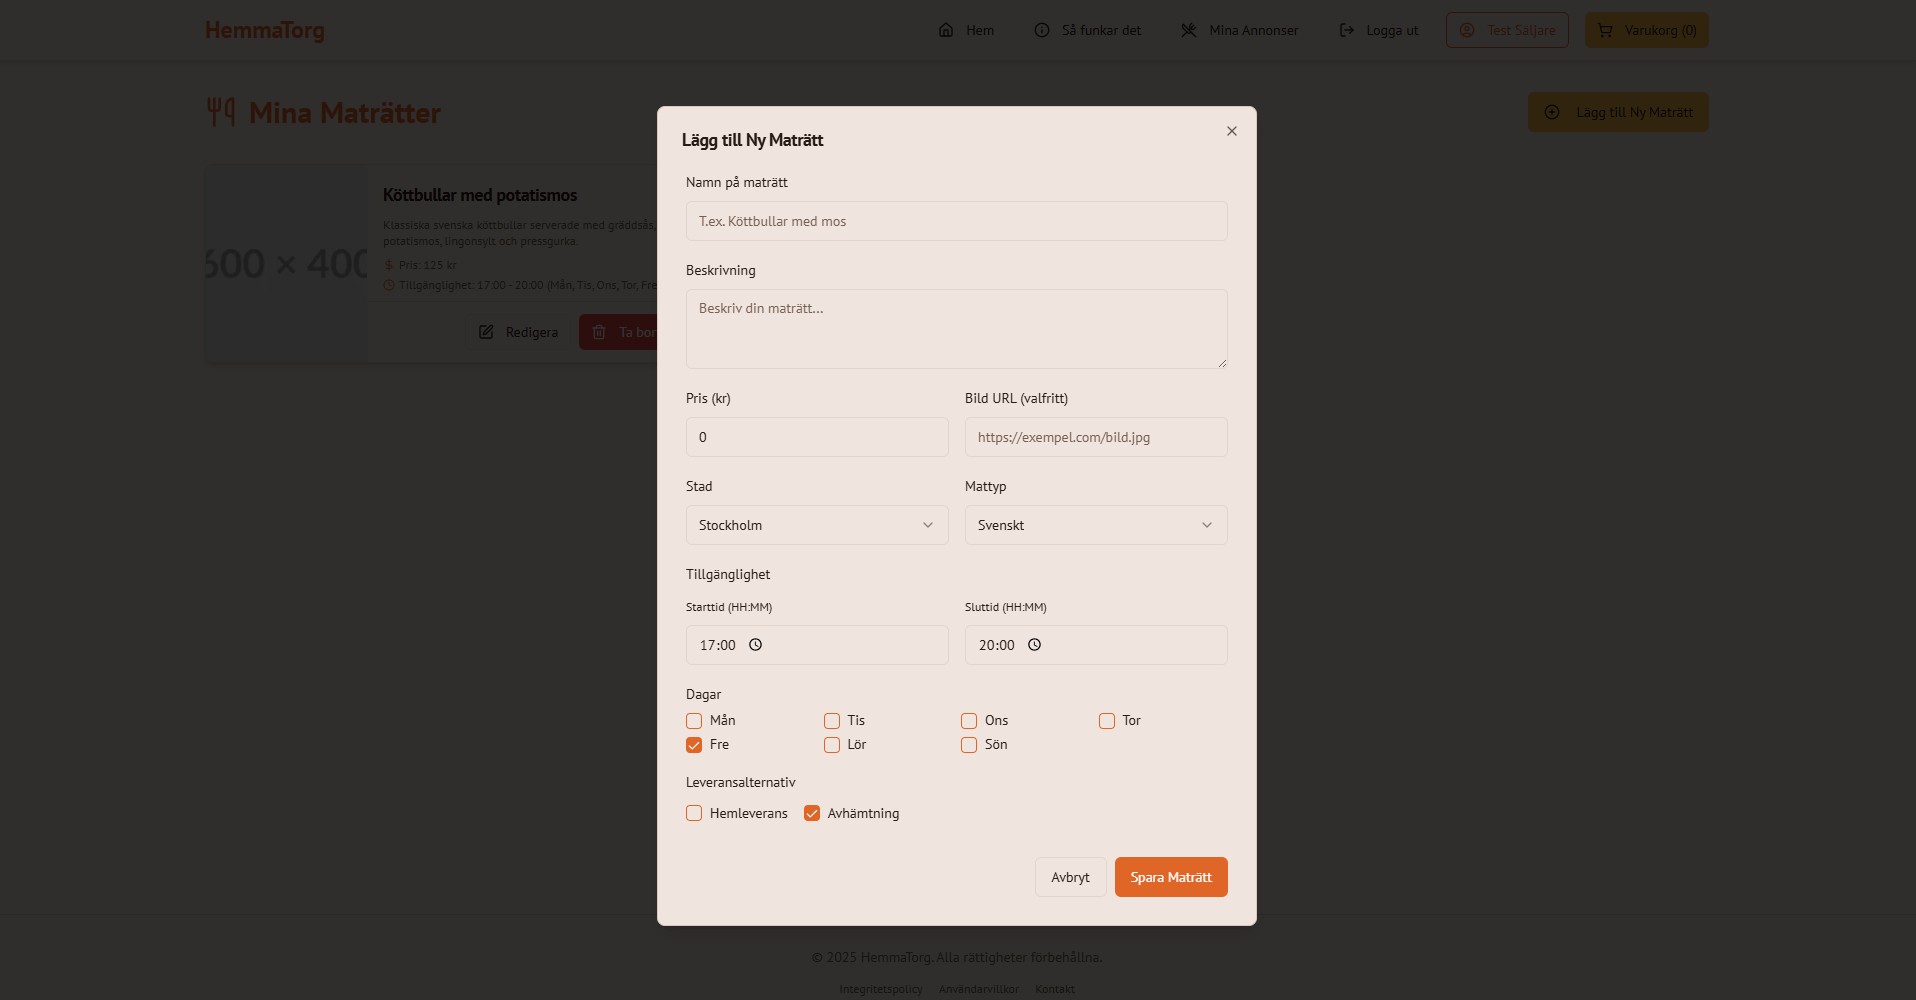 HemmaTorg
Hem
Så funkar det
Mina Annonser
Logga ut
Test Säljare
Varukorg (0)
Mina Maträtter
Lägg till Ny Maträtt
600 × 400
Köttbullar med potatismos
Klassiska svenska köttbullar serverade med gräddsås,
potatismos, lingonsylt och pressgurka.
Pris: 125 kr
Tillgänglighet: 17:00 - 20:00 (Mån, Tis, Ons, Tor, Fre
Redigera
Ta bor
Lägg till Ny Maträtt
Namn på maträtt
T.ex. Köttbullar med mos
Beskrivning
Beskriv din maträtt...
Pris (kr)
Bild URL (valfritt)
0
https://exempel.com/bild.jpg
Stad
Mattyp
Stockholm
Svenskt
Tillgänglighet
Starttid (HH:MM)
Sluttid (HH:MM)
17:00
20:00
Dagar
Mån
Tis
Ons
Tor
Fre
Lör
Sön
Leveransalternativ
Hemleverans
Avhämtning
Avbryt
Spara Maträtt
© 2025 HemmaTorg. Alla rättigheter förbehållna.
Integritetspolicy
Användarvillkor
Kontakt